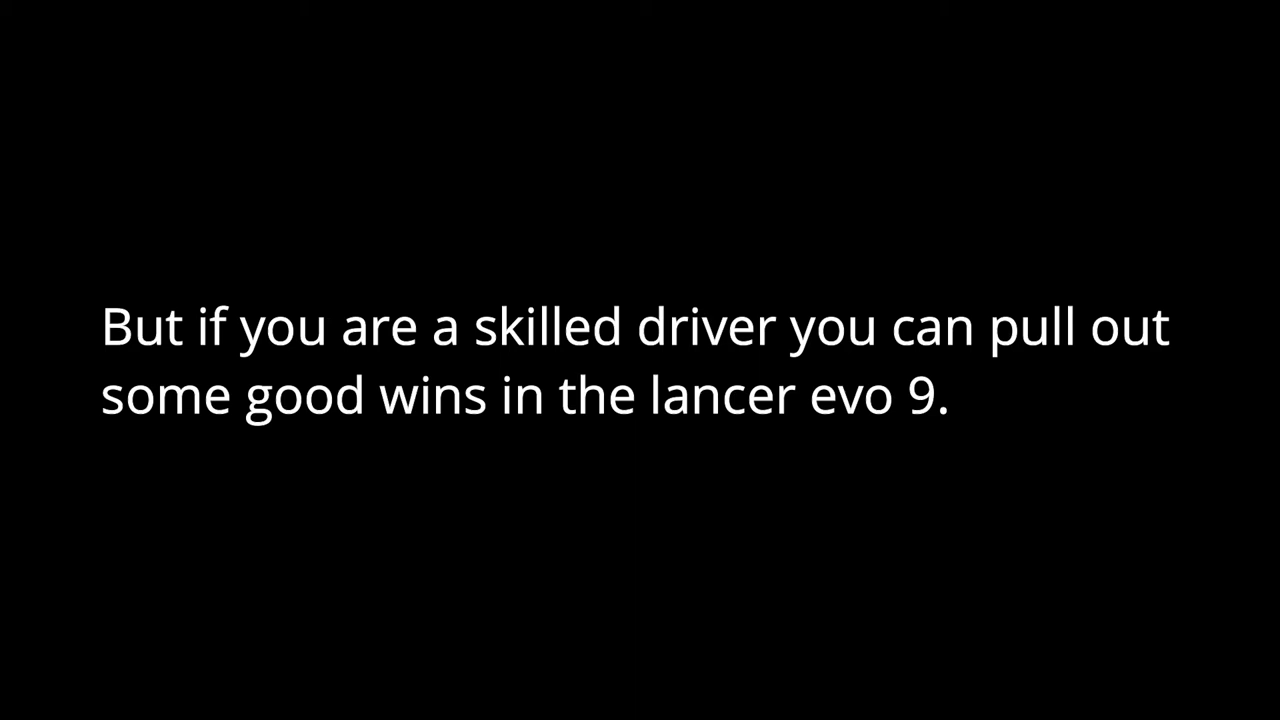 But if you are a skilled driver you can pull out
some good wins in the lancer evo 9.